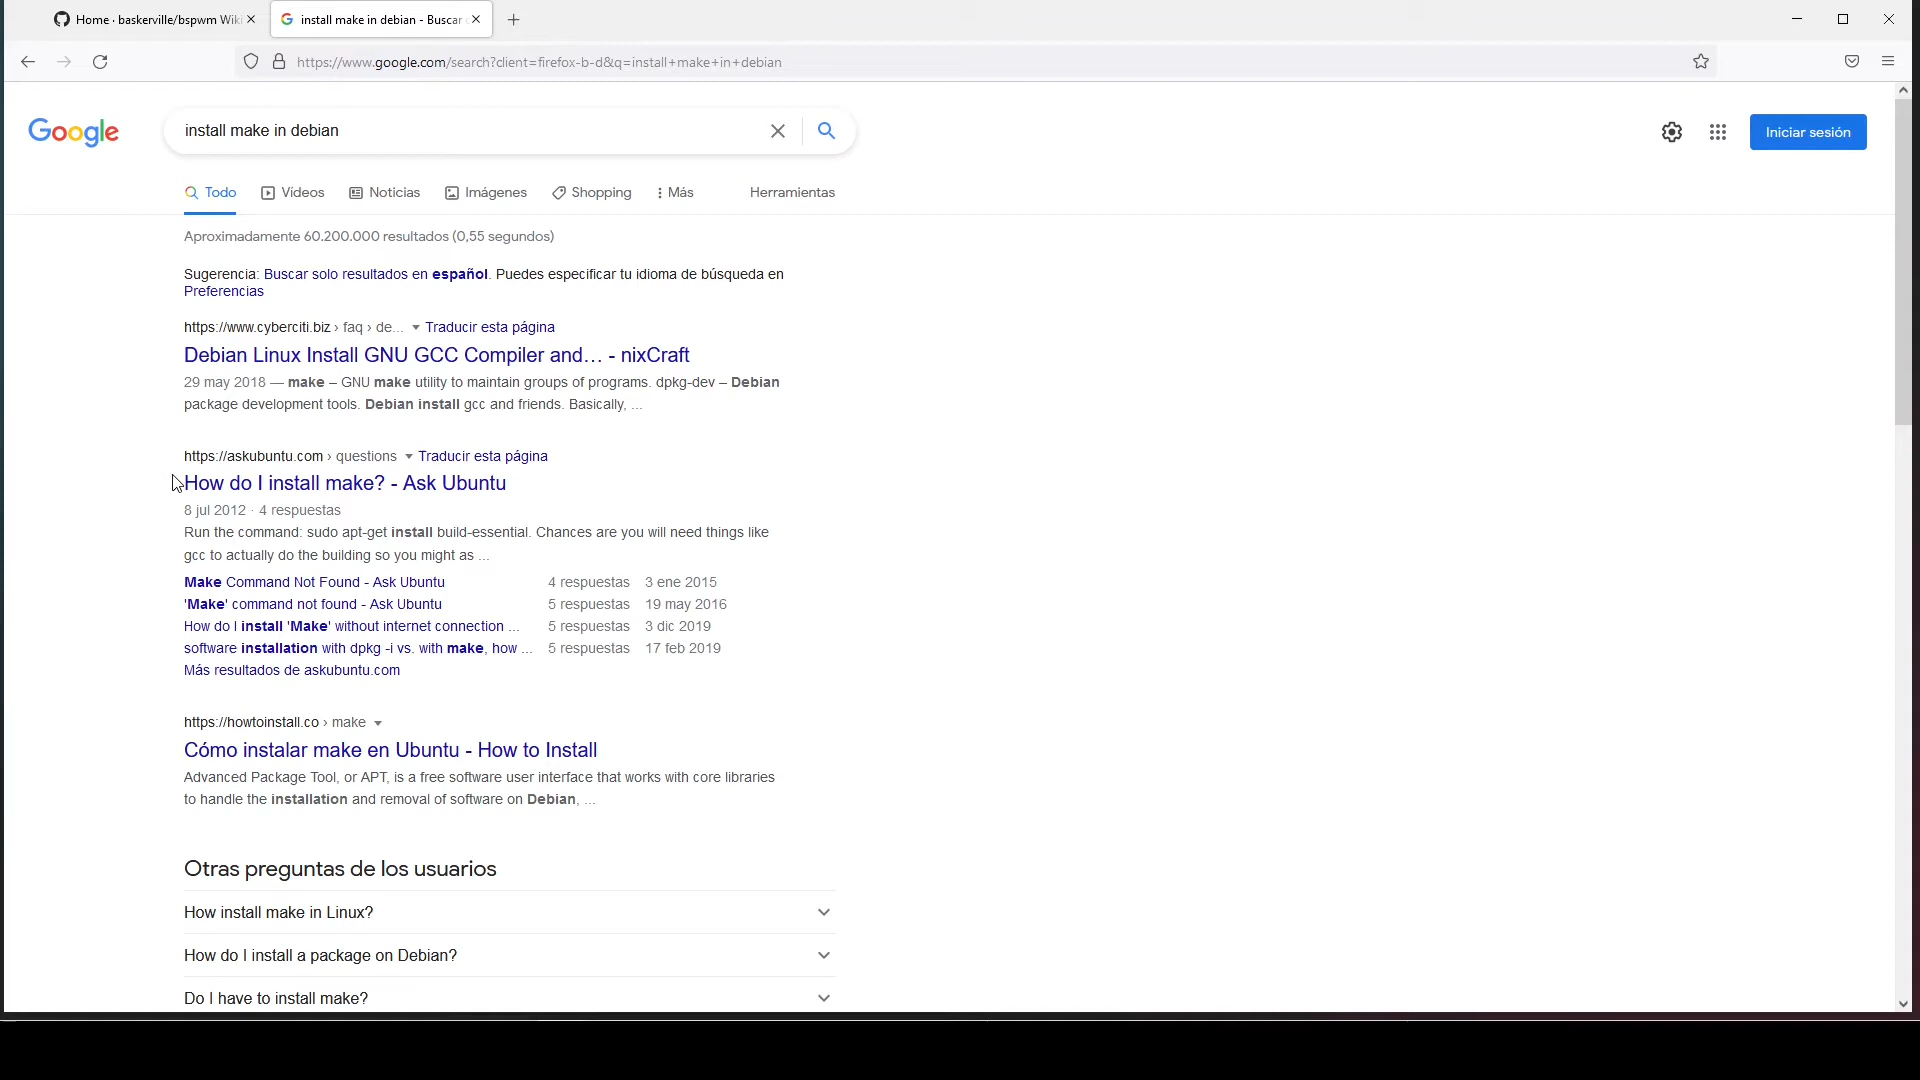 Home · baskerville/bspwm Wiki
install make in debian - Buscar
https://www.google.com/search?client=firefox-b-d&q=install+make+in+debian
Google
install make in debian
Iniciar sesión
Todo
Vídeos
Noticias
Imágenes
Shopping
Más
Herramientas
Aproximadamente 60.200.000 resultados (0,55 segundos)
Sugerencia: Buscar solo resultados en español. Puedes especificar tu idioma de búsqueda en
Preferencias
https://www.cyberciti.biz › faq › de... Traducir esta página
Debian Linux Install GNU GCC Compiler and… - nixCraft
29 may 2018 — make – GNU make utility to maintain groups of programs. dpkg-dev – Debian
package development tools. Debian install gcc and friends. Basically, ...
https://askubuntu.com › questions Traducir esta página
How do I install make? - Ask Ubuntu
8 jul 2012 · 4 respuestas
Run the command: sudo apt-get install build-essential. Chances are you will need things like
gcc to actually do the building so you might as ...
Make Command Not Found - Ask Ubuntu 4 respuestas 3 ene 2015
'Make' command not found - Ask Ubuntu 5 respuestas 19 may 2016
How do I install 'Make' without internet connection ... 5 respuestas 3 dic 2019
software installation with dpkg -i vs. with make, how ... 5 respuestas 17 feb 2019
Más resultados de askubuntu.com
https://howtoinstall.co › make
Cómo instalar make en Ubuntu - How to Install
Advanced Package Tool, or APT, is a free software user interface that works with core libraries
to handle the installation and removal of software on Debian, ...
Otras preguntas de los usuarios
How install make in Linux?
How do I install a package on Debian?
Do I have to install make?